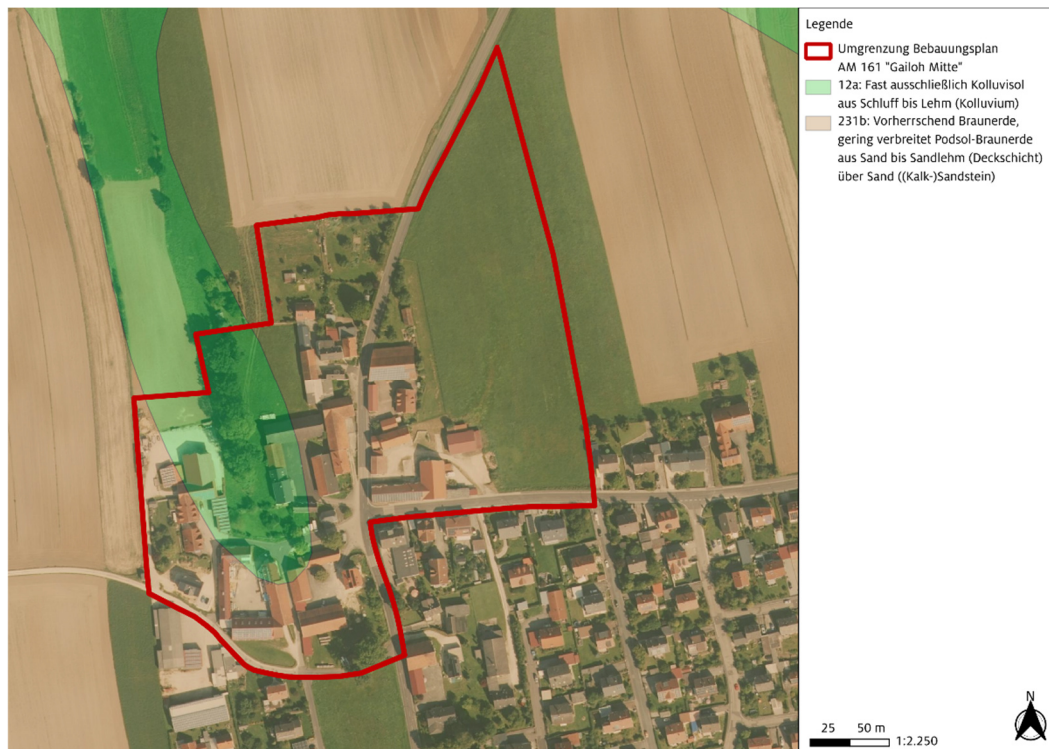 Legende
Umgrenzung Bebauungsplan
AM 161 "Gailoh Mitte"
12a: Fast ausschließlich Kolluvisol
aus Schluff bis Lehm (Kolluvium)
231b: Vorherrschend Braunerde,
gering verbreitet Podsol-Braunerde
aus Sand bis Sandlehm (Deckschicht)
über Sand ((Kalk-)Sandstein)
N
25 50 m
1:2.250